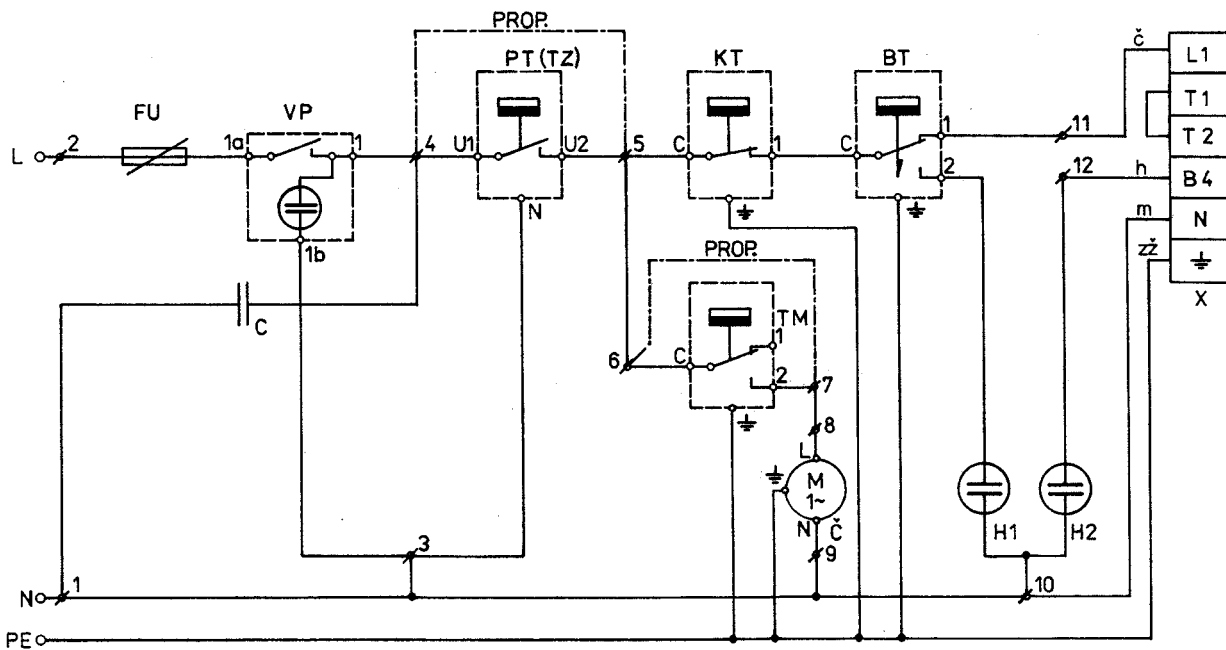 PROP.
PT (TZ)
KT
BT
č
L1
T1
T2
B4
N
X
FU
VP
L
2
1a
1
4
U1
U2
5
C
1
C
1
2
11
12
h
m
zž
N
1b
PROP.
C
TM
1
6
C
2
7
8
L
M
1~
N
Č
9
H1
H2
3
N
1
10
PE